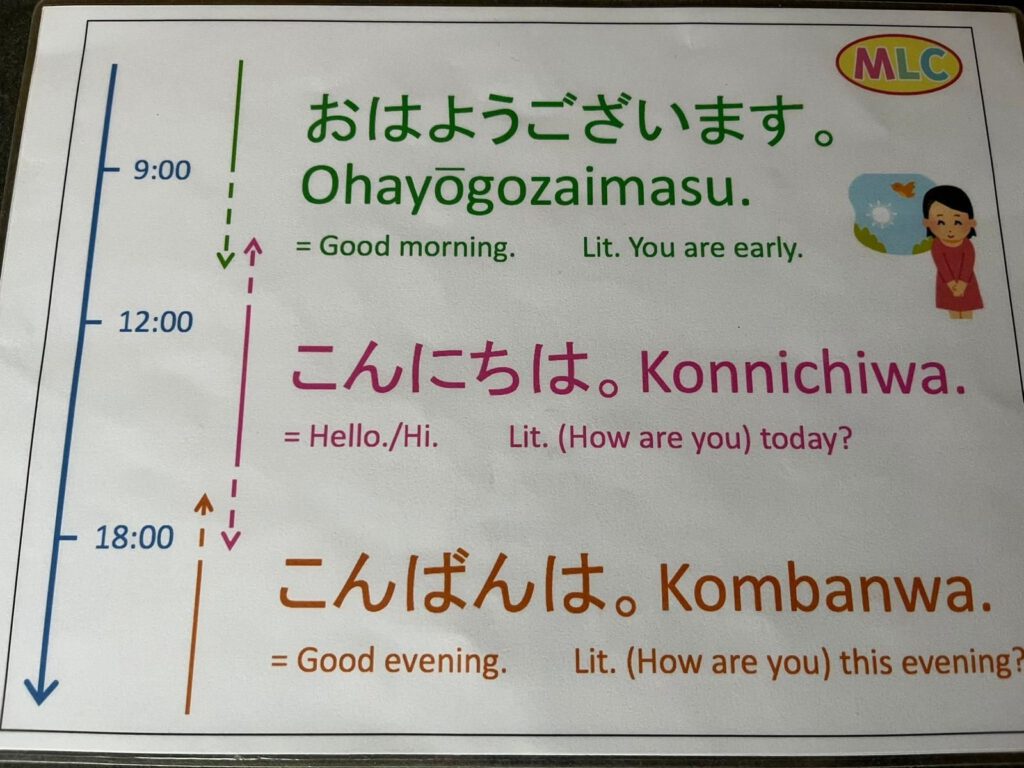 MLC
9:00
おはようございます。
Ohayōgozaimasu.
= Good morning. Lit. You are early.
12:00
こんにちは。 Konnichiwa.
= Hello./Hi. Lit. (How are you) today?
18:00
こんばんは。 Kombanwa.
= Good evening. Lit. (How are you) this evening?